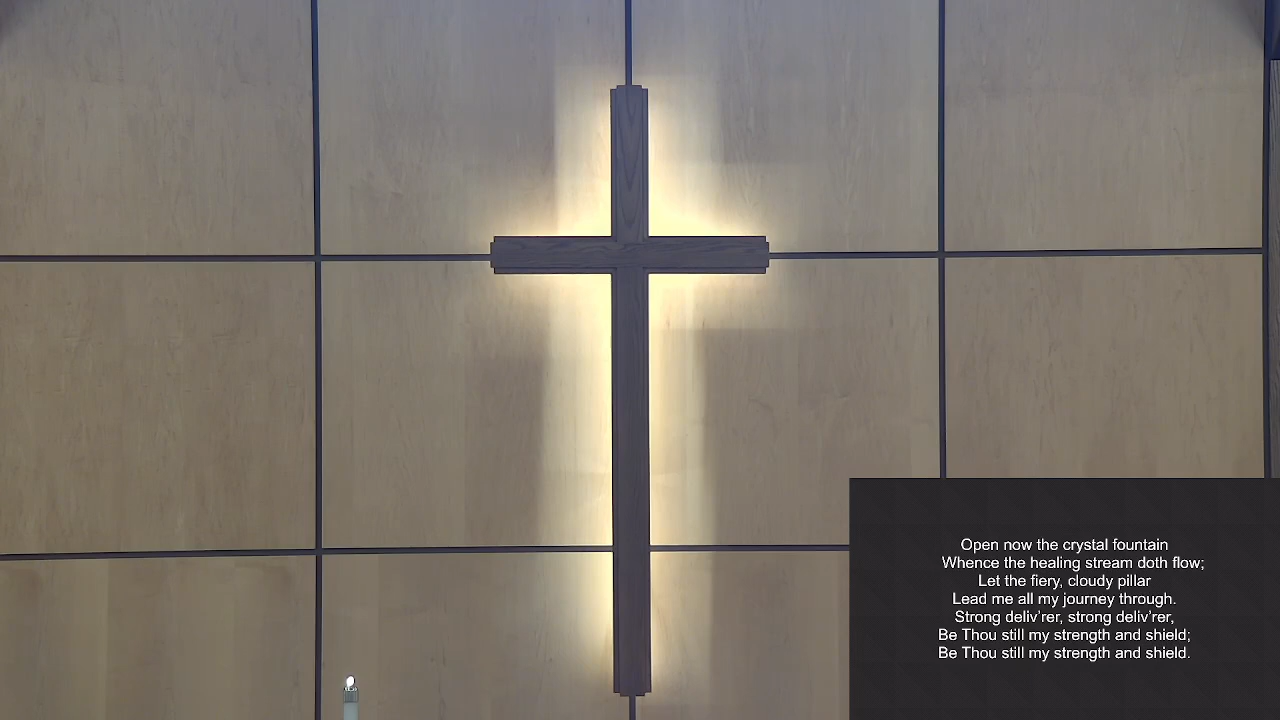 Open now the crystal fountain
Whence the healing stream doth flow;
Let the fiery, cloudy pillar
Lead me all my journey through.
Strong deliv’rer, strong deliv’rer,
Be Thou still my strength and shield;
Be Thou still my strength and shield.